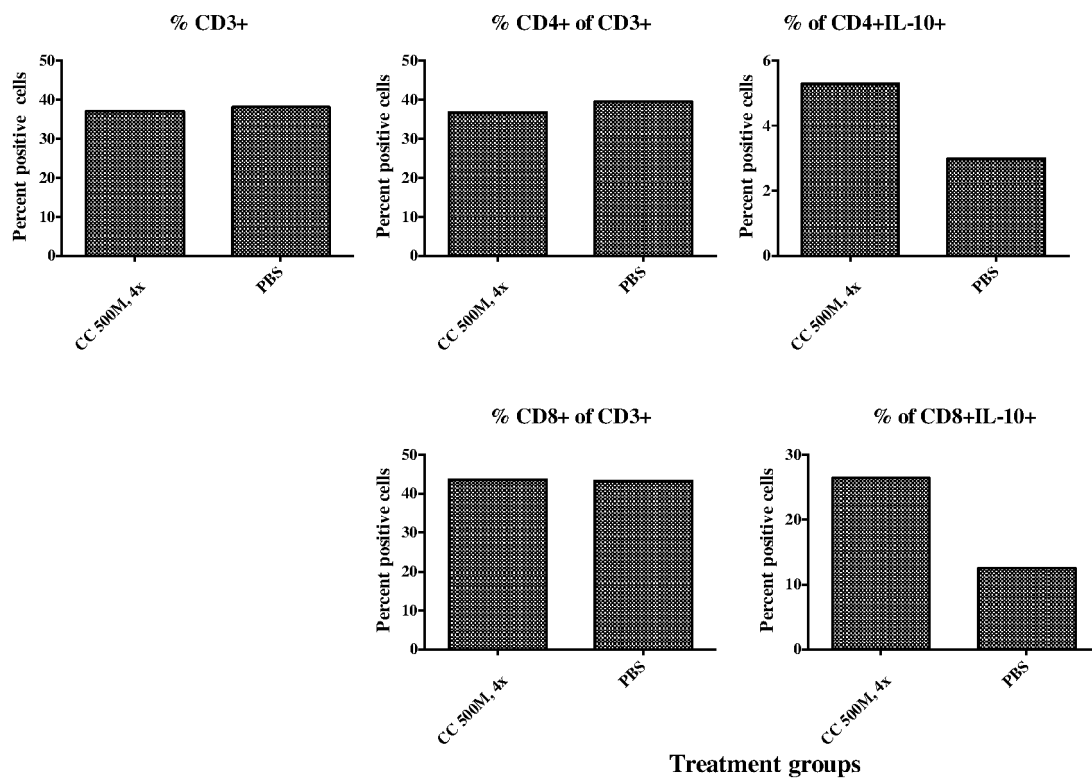 % CD3+
Percent positive cells
50
40
30
20
10
0
CC 500M, 4x
PBS
% CD4+ of CD3+
Percent positive cells
50
40
30
20
10
0
CC 500M, 4x
PBS
% of CD4+IL-10+
Percent positive cells
6
4
2
0
CC 500M, 4x
PBS
% CD8+ of CD3+
Percent positive cells
50
40
30
20
10
0
CC 500M, 4x
PBS
% of CD8+IL-10+
Percent positive cells
30
20
10
0
CC 500M, 4x
PBS
Treatment groups